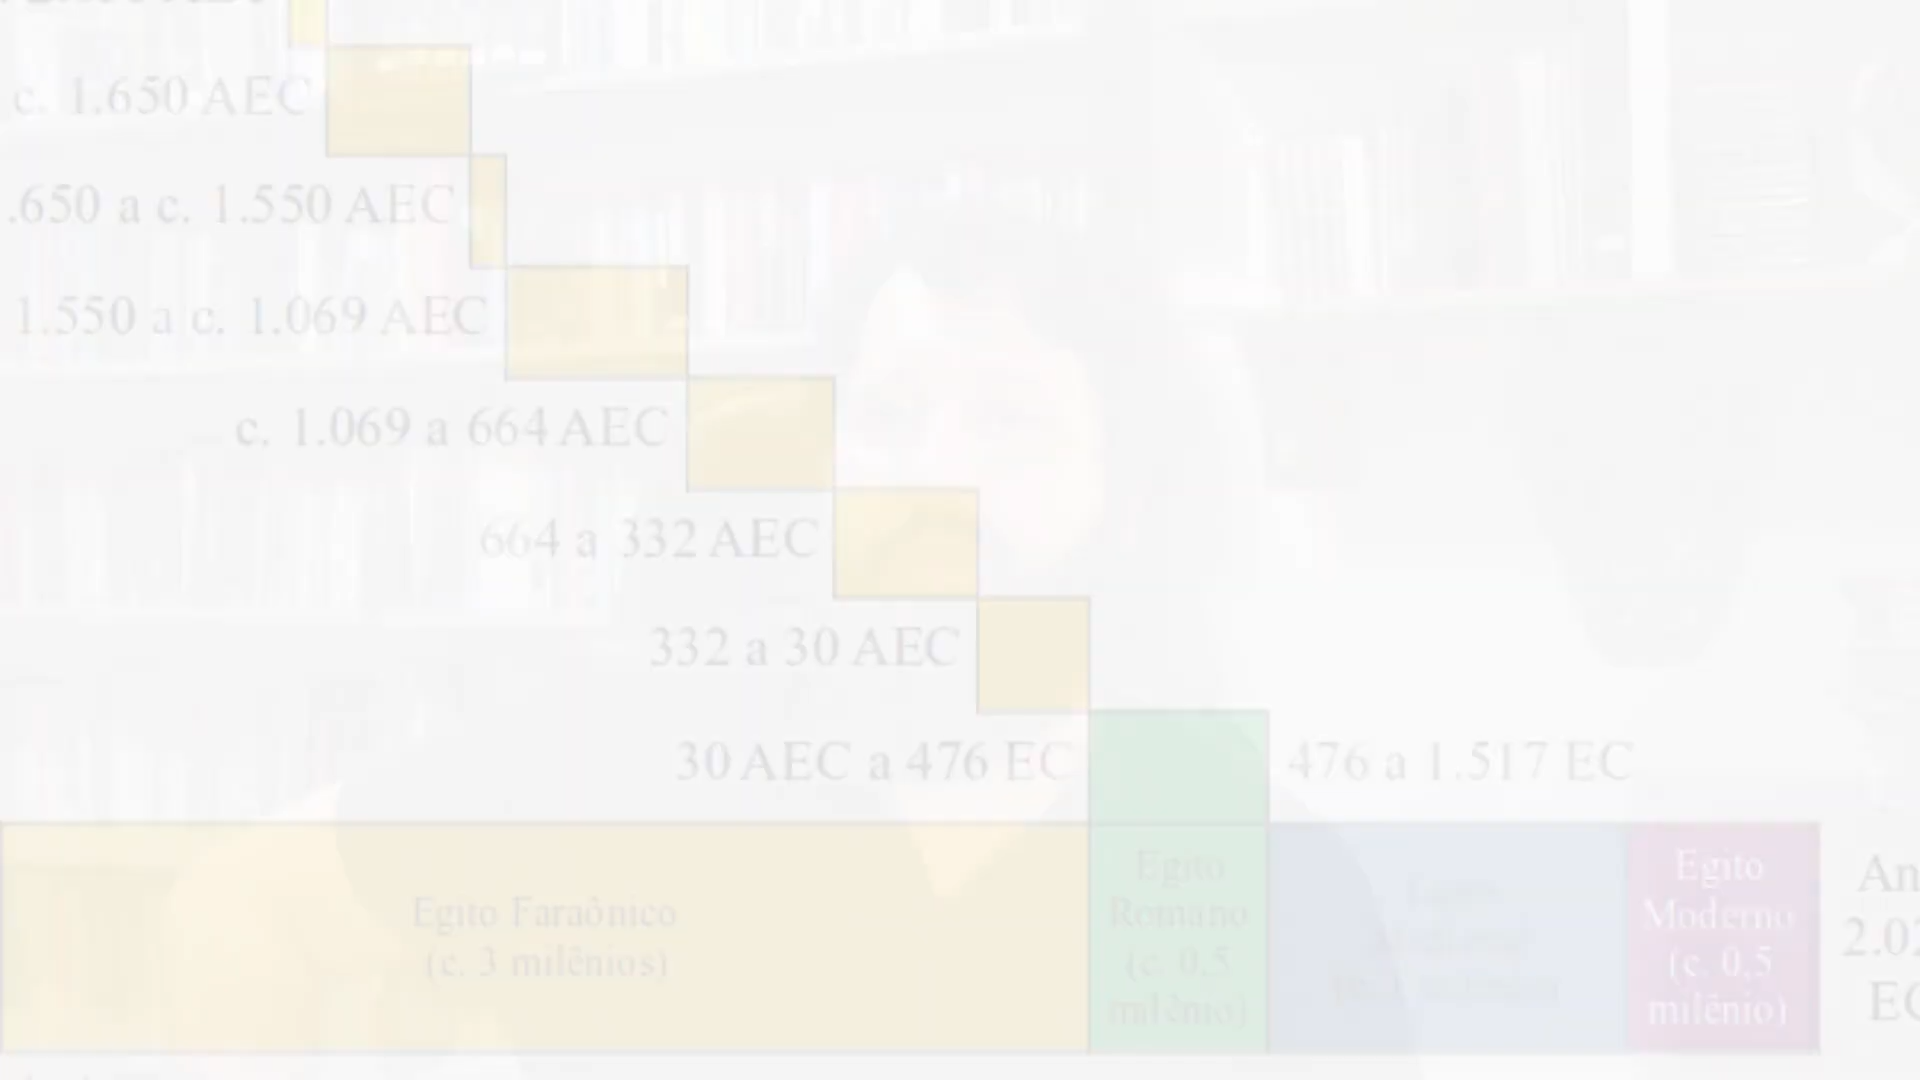 c. 1.650 AEC
.650 a c. 1.550 AEC
1.550 a c. 1.069 AEC
c. 1.069 a 664 AEC
664 a 332 AEC
332 a 30 AEC
30 AEC a 476 EC
476 a 1.517 EC
Egito Faraônico
(c. 3 milênios)
Egito
Romano
(c. 0,5
milênio)
Egito
Moderno
(c. 0,5
milênio)